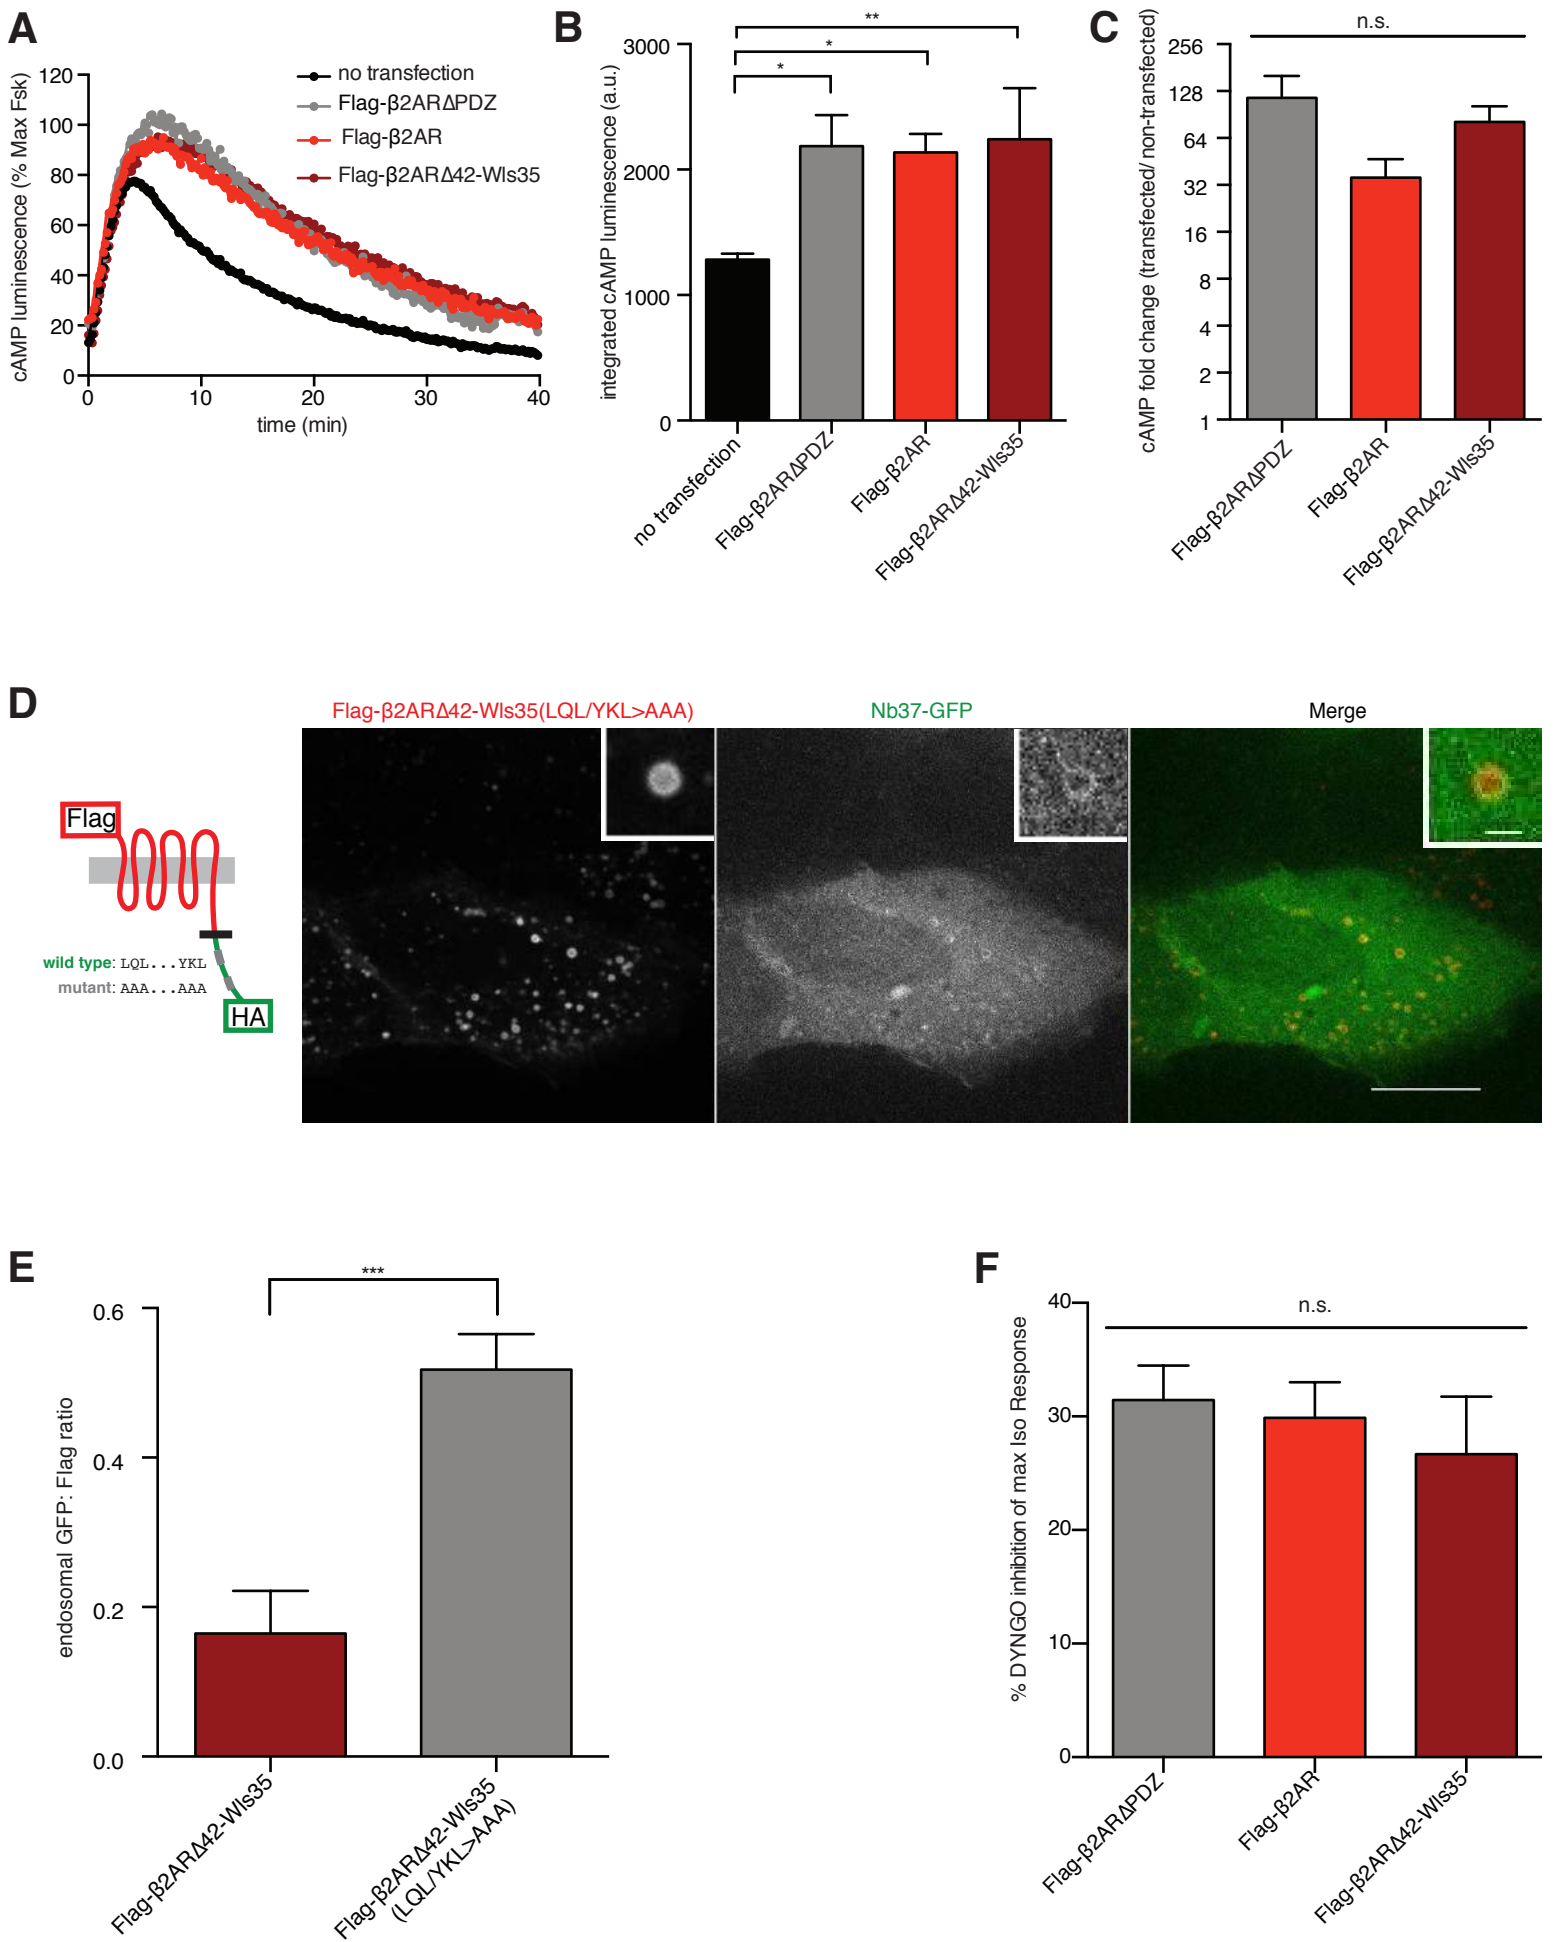 A
cAMP luminescence (% Max Fsk)
120
100
80
60
40
20
0
0
10
20
30
40
time (min)
no transfection
Flag-β2ARΔPDZ
Flag-β2AR
Flag-β2ARΔ42-Wls35
B
integrated cAMP luminescence (a.u.)
3000
2000
1000
0
*
*
**
no transfection
Flag-β2ARΔPDZ
Flag-β2AR
Flag-β2ARΔ42-Wls35
C
cAMP fold change (transfected/ non-transfected)
256
128
64
32
16
8
4
2
1
n.s.
Flag-β2ARΔPDZ
Flag-β2AR
Flag-β2ARΔ42-Wls35
D
Flag-β2ARΔ42-Wls35(LQL/YKL>AAA)
Nb37-GFP
Merge
Flag
wild type: LQL...YKL
mutant: AAA...AAA
HA
E
endosomal GFP: Flag ratio
0.6
0.4
0.2
0.0
***
Flag-β2ARΔ42-Wls35
Flag-β2ARΔ42-Wls35
(LQL/YKL>AAA)
F
% DYNGO inhibition of max Iso Response
40
30
20
10
0
n.s.
Flag-β2ARΔPDZ
Flag-β2AR
Flag-β2ARΔ42-Wls35